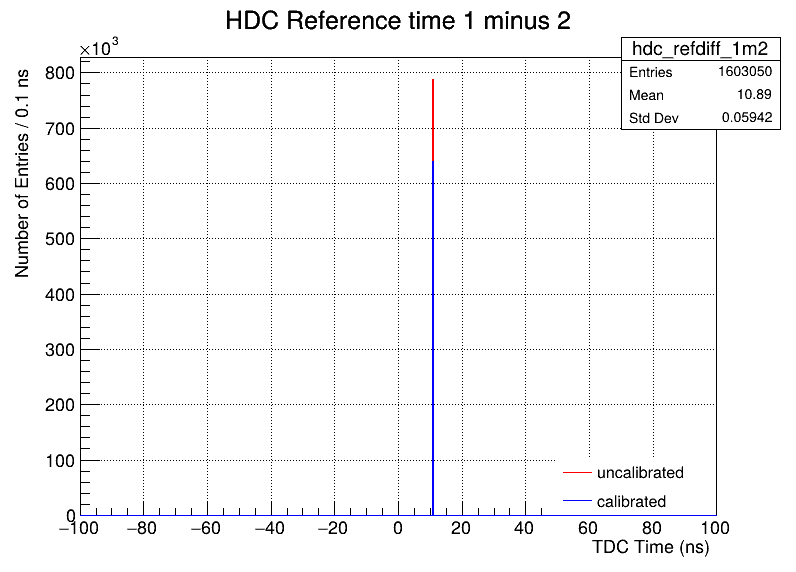 HDC Reference time 1 minus 2
×10³
hdc_refdiff_1m2
Entries 1603050
Mean 10.89
Std Dev 0.05942
Number of Entries / 0.1 ns
800
700
600
500
400
300
200
100
0
uncalibrated
calibrated
−100 −80 −60 −40 −20 0 20 40 60 80 100
TDC Time (ns)